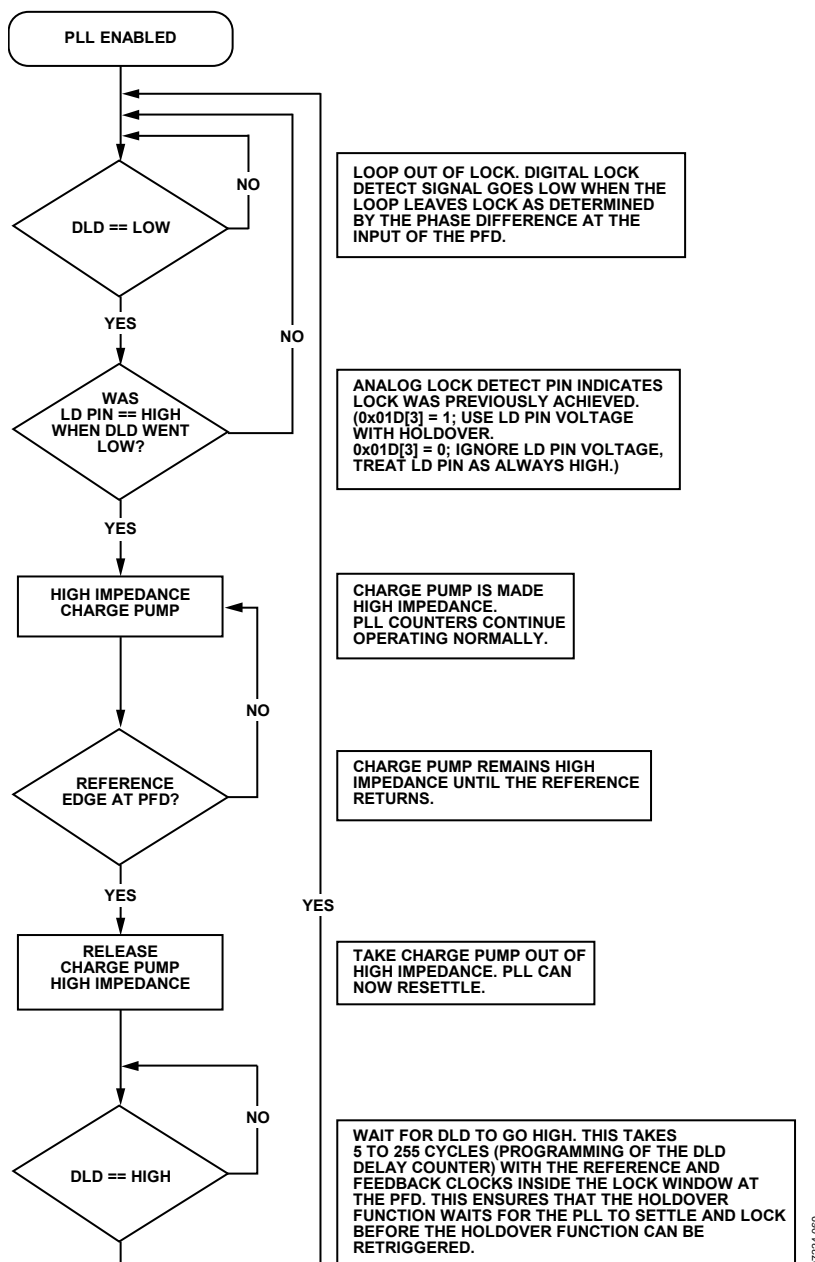 PLL ENABLED
NO
DLD == LOW
LOOP OUT OF LOCK. DIGITAL LOCK
DETECT SIGNAL GOES LOW WHEN THE
LOOP LEAVES LOCK AS DETERMINED
BY THE PHASE DIFFERENCE AT THE
INPUT OF THE PFD.
YES
NO
WAS
LD PIN == HIGH
WHEN DLD WENT
LOW?
ANALOG LOCK DETECT PIN INDICATES
LOCK WAS PREVIOUSLY ACHIEVED.
(0x01D[3] = 1; USE LD PIN VOLTAGE
WITH HOLDOVER.
0x01D[3] = 0; IGNORE LD PIN VOLTAGE,
TREAT LD PIN AS ALWAYS HIGH.)
YES
HIGH IMPEDANCE
CHARGE PUMP
CHARGE PUMP IS MADE
HIGH IMPEDANCE.
PLL COUNTERS CONTINUE
OPERATING NORMALLY.
NO
REFERENCE
EDGE AT PFD?
CHARGE PUMP REMAINS HIGH
IMPEDANCE UNTIL THE REFERENCE
RETURNS.
YES
YES
RELEASE
CHARGE PUMP
HIGH IMPEDANCE
TAKE CHARGE PUMP OUT OF
HIGH IMPEDANCE. PLL CAN
NOW RESETTLE.
NO
DLD == HIGH
WAIT FOR DLD TO GO HIGH. THIS TAKES
5 TO 255 CYCLES (PROGRAMMING OF THE DLD
DELAY COUNTER) WITH THE REFERENCE AND
FEEDBACK CLOCKS INSIDE THE LOCK WINDOW AT
THE PFD. THIS ENSURES THAT THE HOLDOVER
FUNCTION WAITS FOR THE PLL TO SETTLE AND LOCK
BEFORE THE HOLDOVER FUNCTION CAN BE
RETRIGGERED.